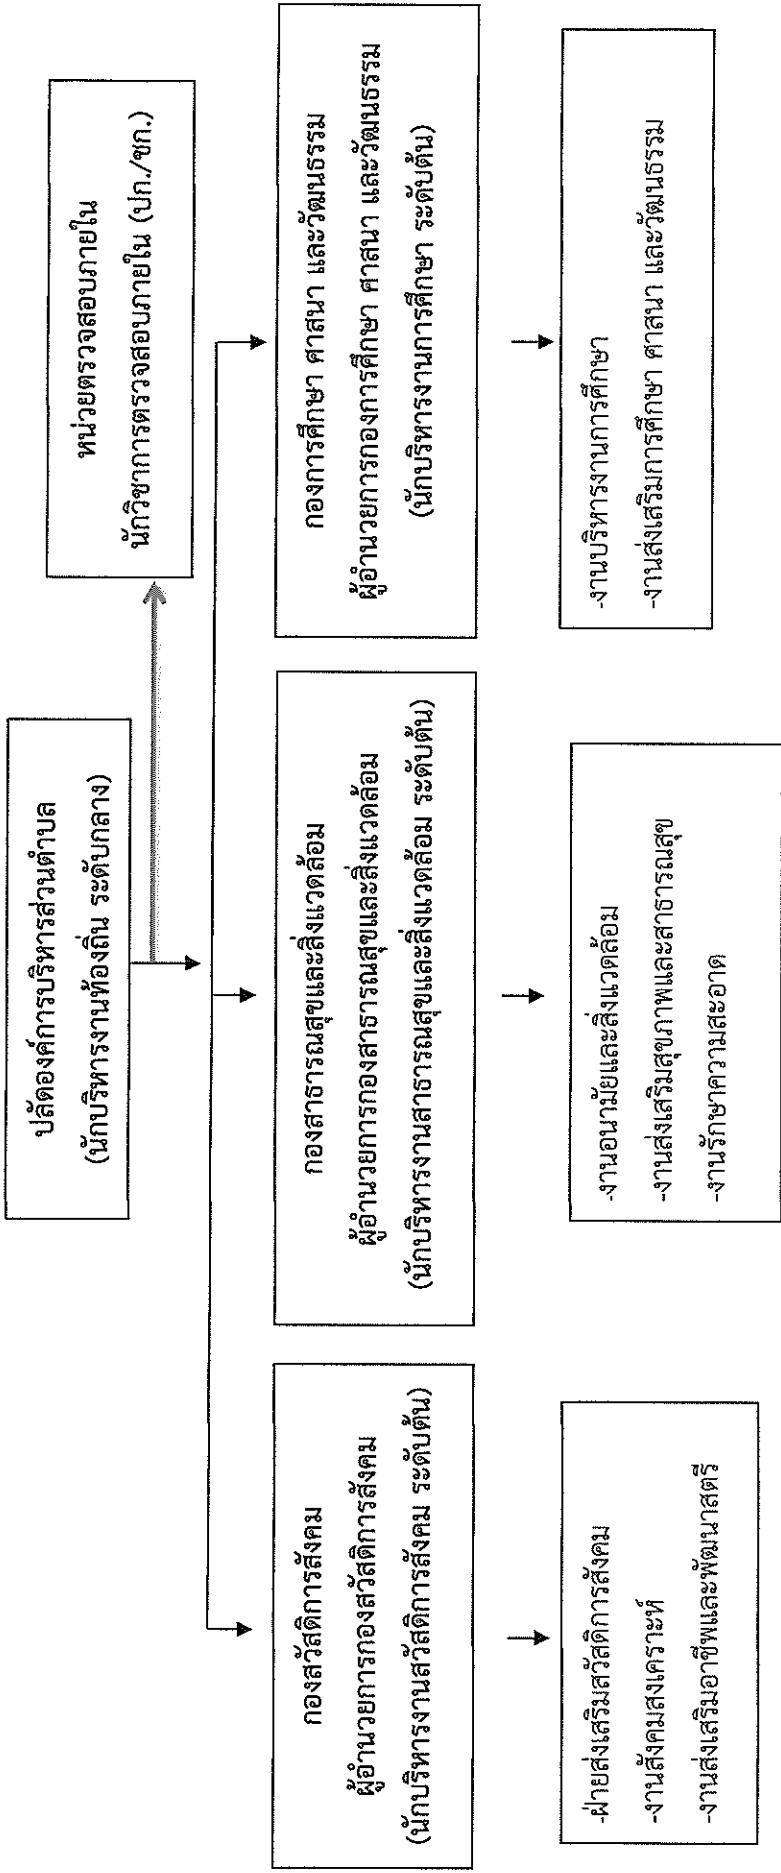 ปลัดองค์การบริหารส่วนตำบล
(นักบริหารงานท้องถิ่น ระดับกลาง)
หน่วยตรวจสอบภายใน
นักวิชาการตรวจสอบภายใน (ปก./ชก.)
กองสวัสดิการสังคม
ผู้อำนวยการกองสวัสดิการสังคม
(นักบริหารงานสวัสดิการสังคม ระดับต้น)
กองสาธารณสุขและสิ่งแวดล้อม
ผู้อำนวยการกองสาธารณสุขและสิ่งแวดล้อม
(นักบริหารงานสาธารณสุขและสิ่งแวดล้อม ระดับต้น)
กองการศึกษา ศาสนา และวัฒนธรรม
ผู้อำนวยการกองการศึกษา ศาสนา และวัฒนธรรม
(นักบริหารงานการศึกษา ระดับต้น)
-ฝ่ายส่งเสริมสวัสดิการสังคม
-งานสังคมสงเคราะห์
-งานส่งเสริมอาชีพและพัฒนาสตรี
-งานอนามัยและสิ่งแวดล้อม
-งานส่งเสริมสุขภาพและสาธารณสุข
-งานรักษาความสะอาด
-งานบริหารงานการศึกษา
-งานส่งเสริมการศึกษา ศาสนา และวัฒนธรรม